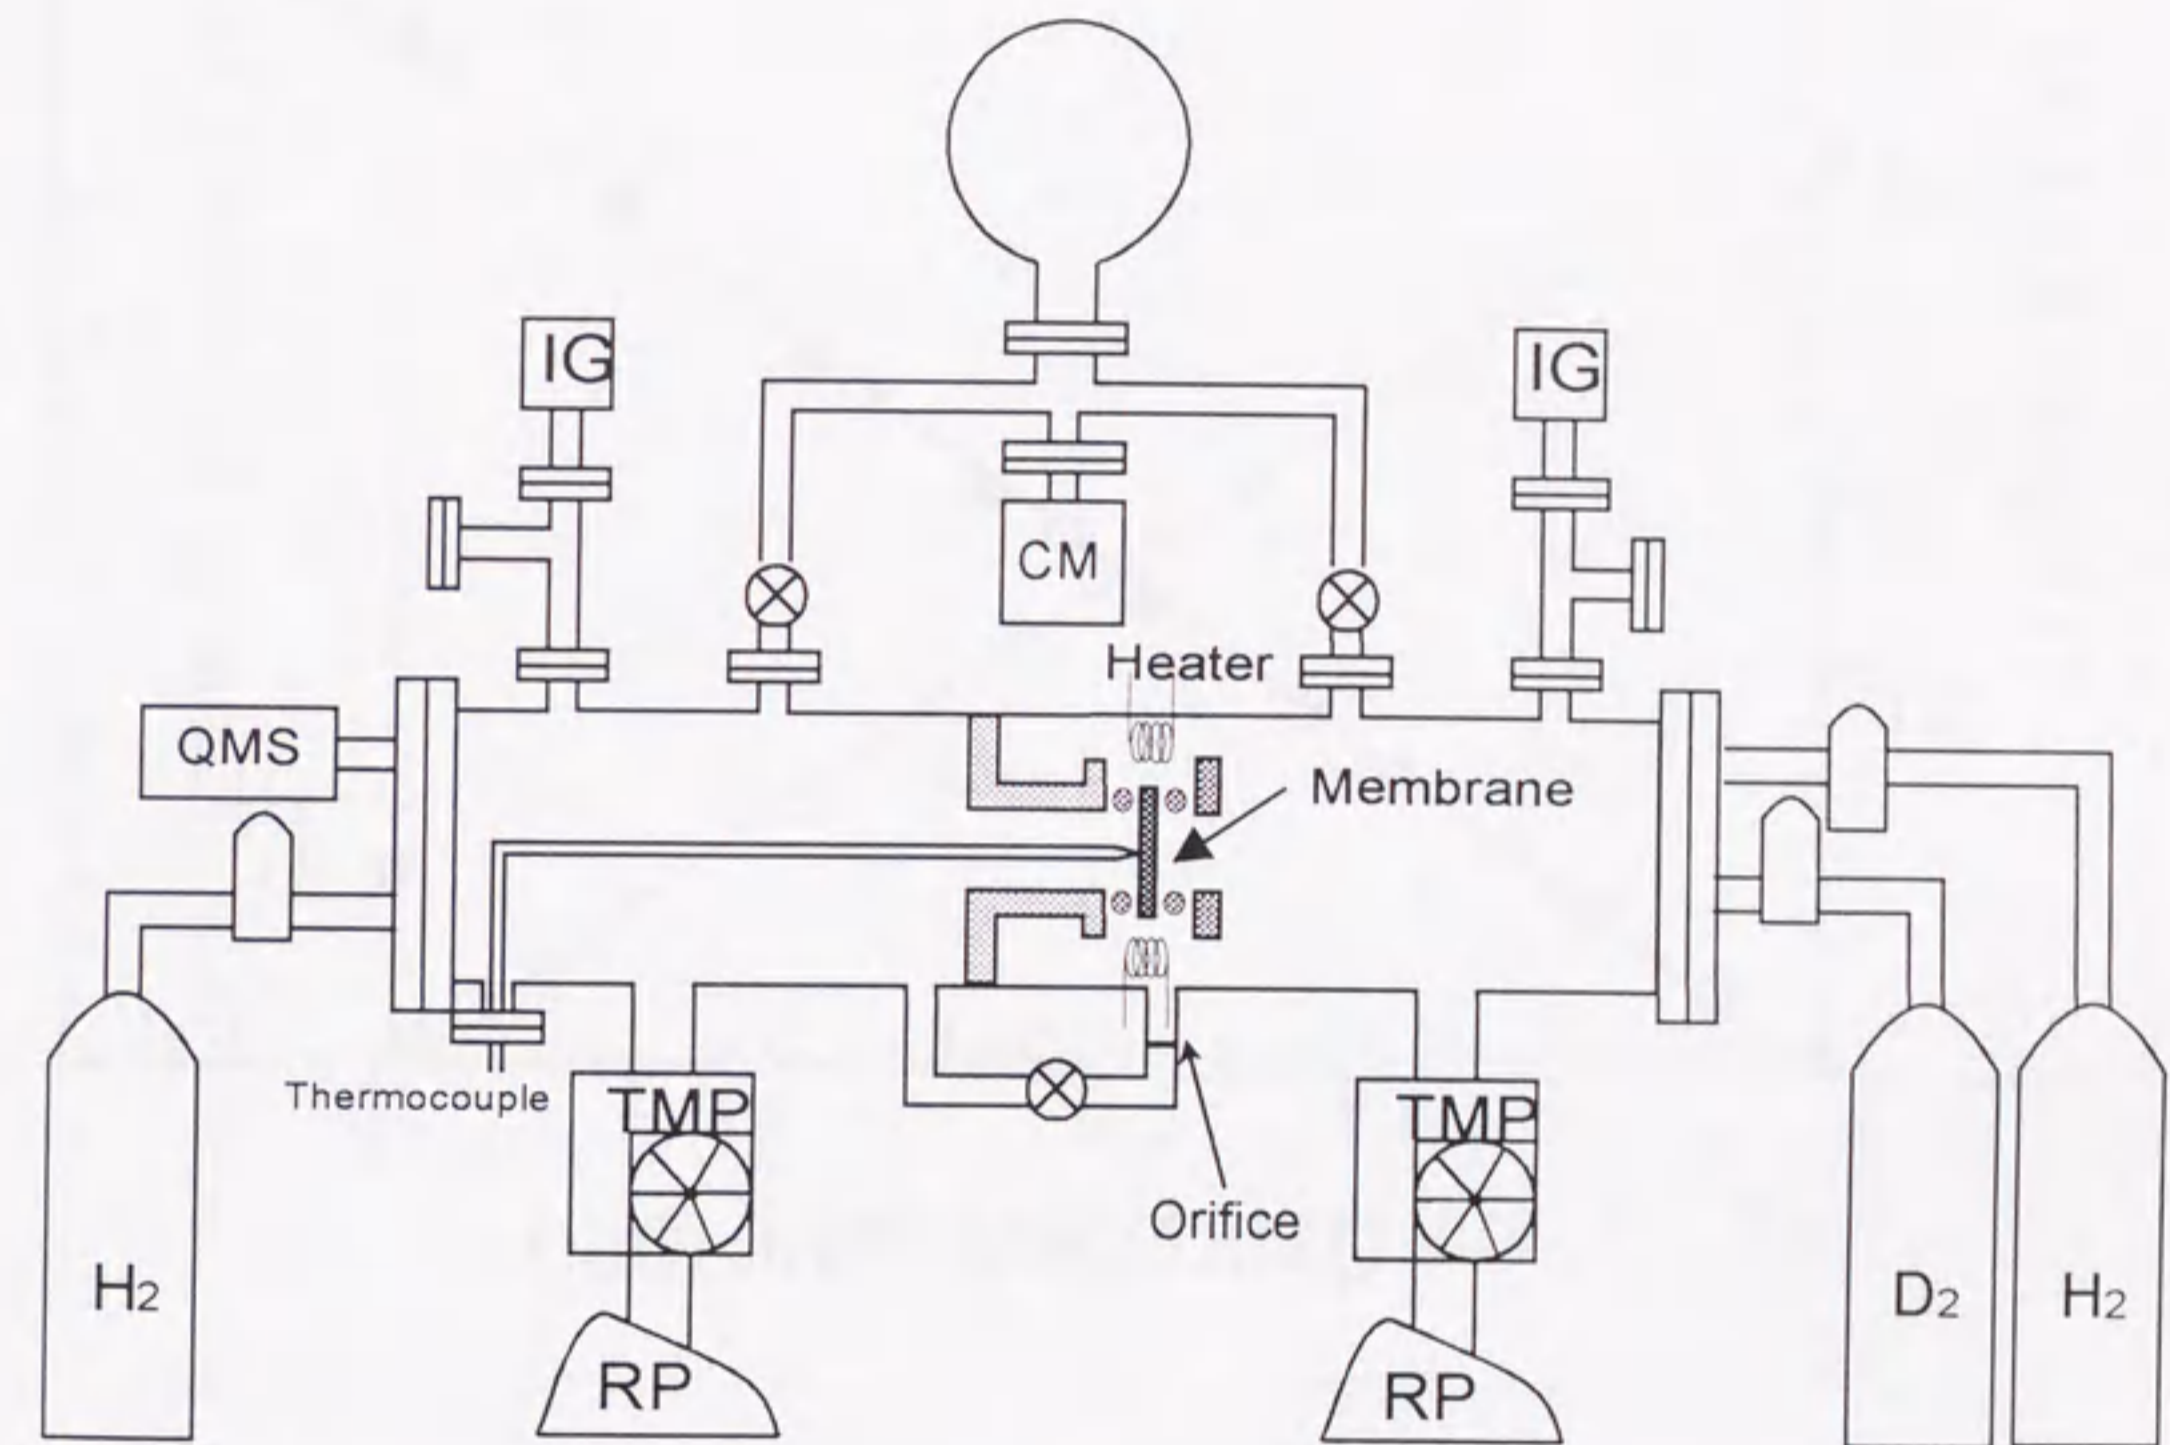 IG
IG
CM
Heater
QMS
Membrane
Thermocouple
TMP
TMP
Orifice
H2
D2
H2
RP
RP